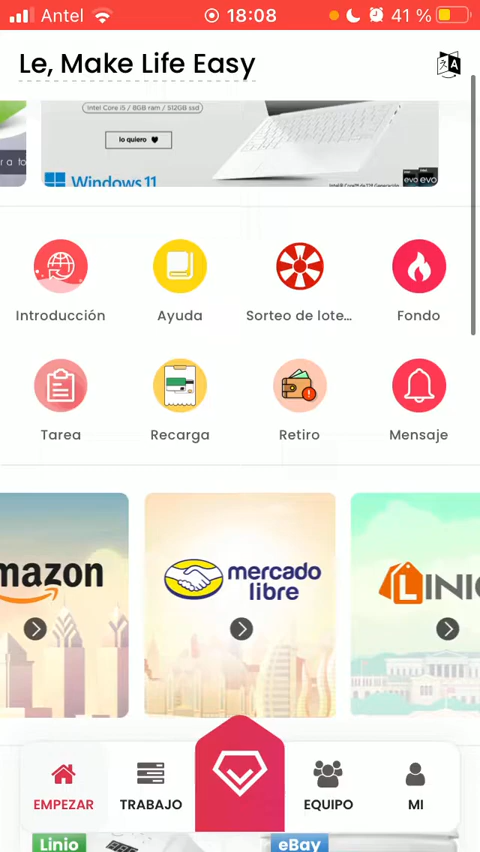 Antel 18:08 41 %
Le, Make Life Easy
Intel Core i5 / 8GB ram / 512GB ssd
r a fo
lo quiero
Windows 11
evo evo
Introducción Ayuda Sorteo de lote... Fondo
Tarea Recarga Retiro Mensaje
mazon mercado libre LINI
EMPEZAR TRABAJO EQUIPO MI
Linio eBay